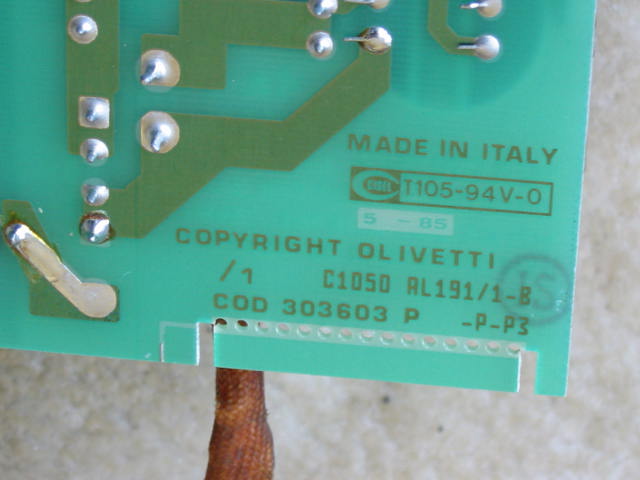 MADE IN ITALY
T105-94V-0
5 - 85
COPYRIGHT OLIVETTI
/1 C1050 AL191/1-B
COD 303603 P -P-P3